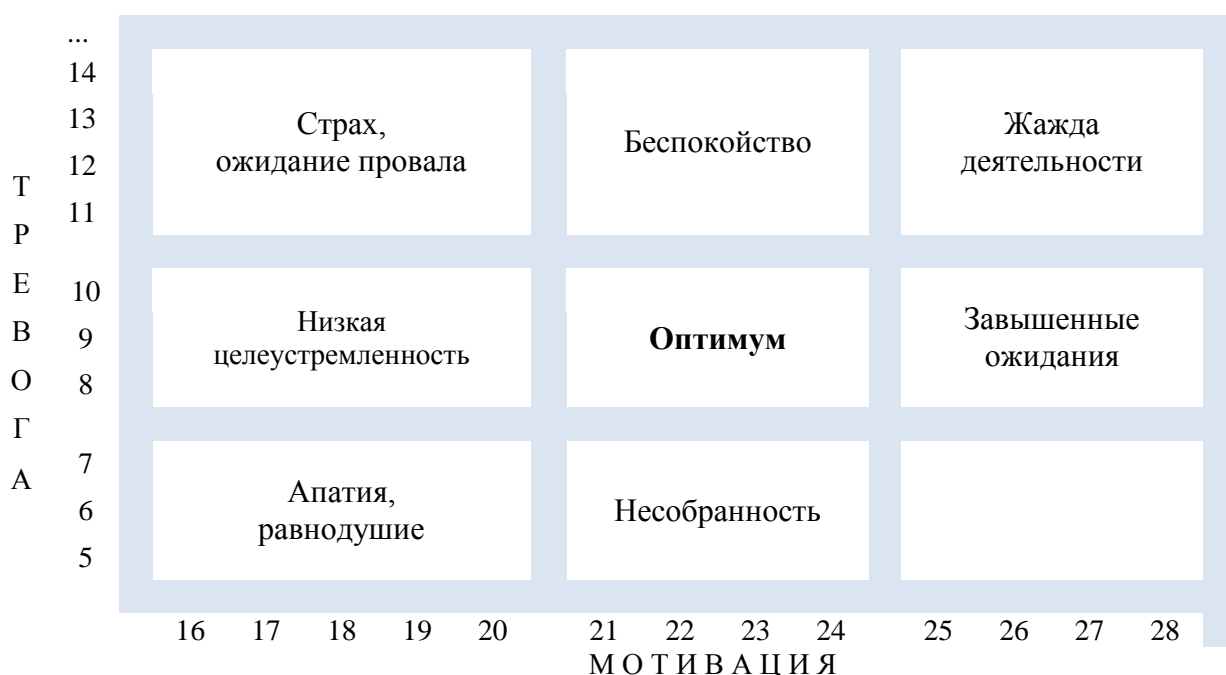 ...
14
13
12
11
10
9
8
7
6
5
Т
Р
Е
В
О
Г
А
Страх,
ожидание провала
Беспокойство
Жажда
деятельности
Низкая
целеустремленность
Оптимум
Завышенные
ожидания
Апатия,
равнодушие
Несобранность
16 17 18 19 20 21 22 23 24 25 26 27 28
М О Т И В А Ц И Я